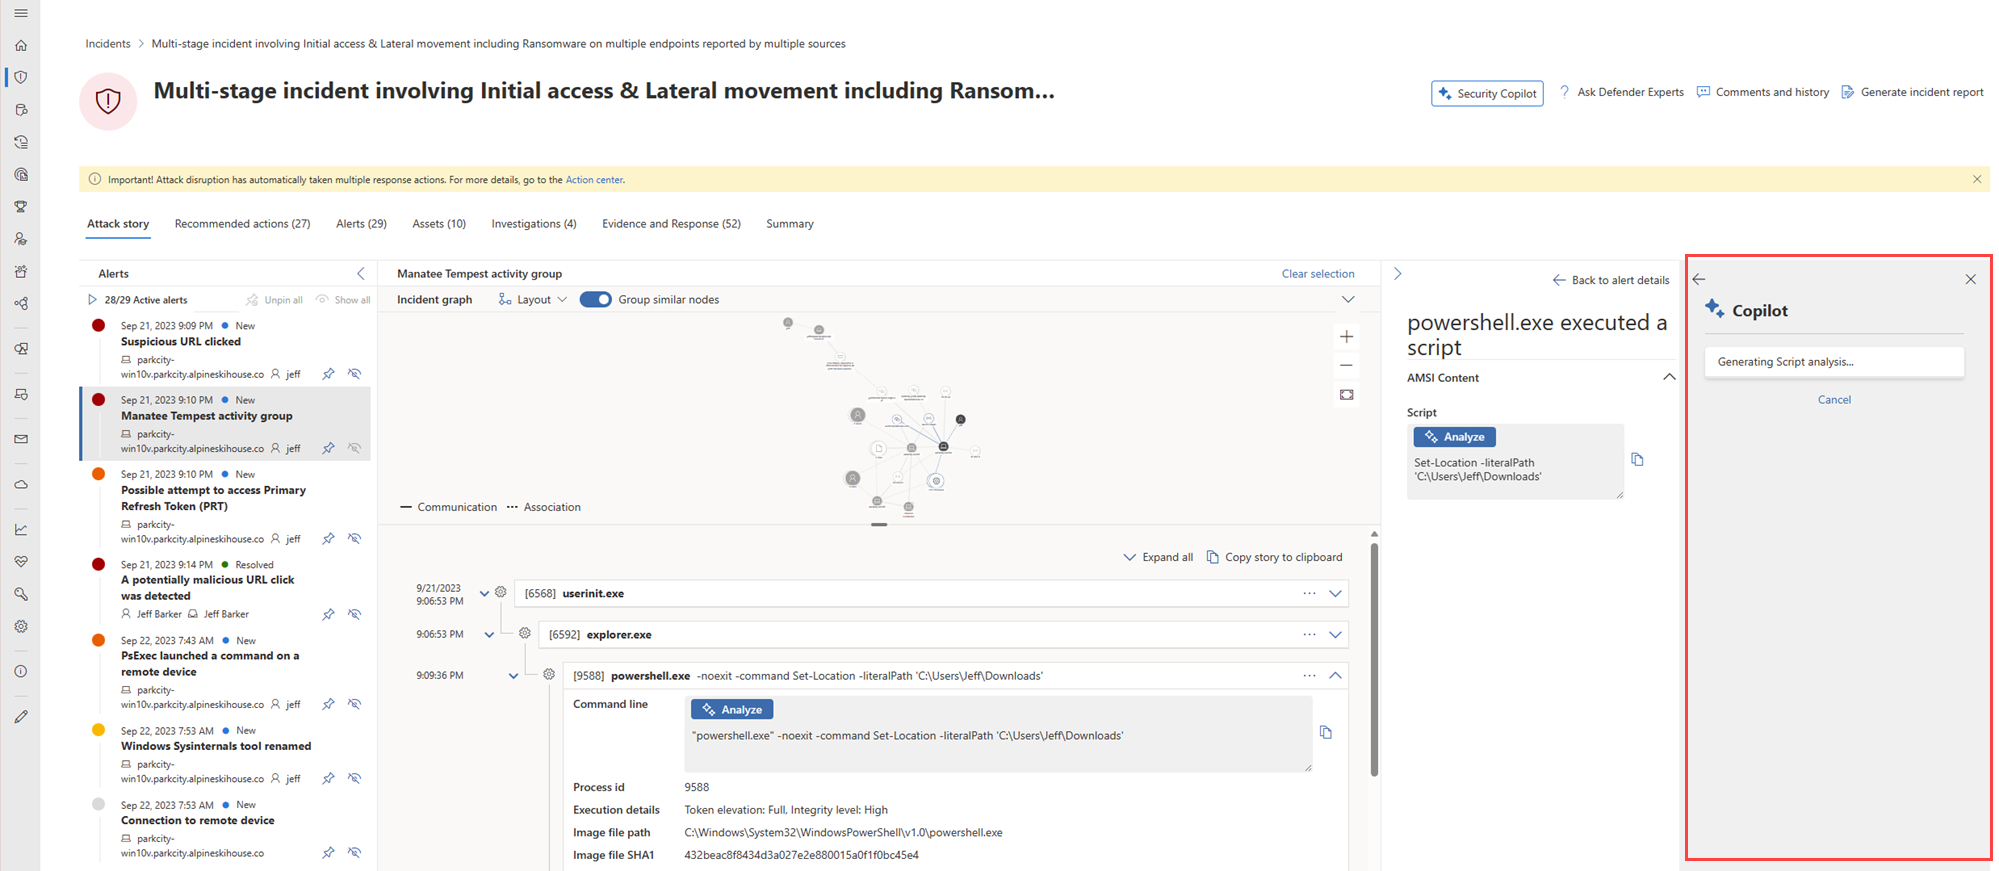 Incidents > Multi-stage incident involving Initial access & Lateral movement including Ransomware on multiple endpoints reported by multiple sources
Multi-stage incident involving Initial access & Lateral movement including Ransom...
Security Copilot
Ask Defender Experts
Comments and history
Generate incident report
Important! Attack disruption has automatically taken multiple response actions. For more details, go to the Action center.
Attack story
Recommended actions (27)
Alerts (29)
Assets (10)
Investigations (4)
Evidence and Response (52)
Summary
Alerts
28/29 Active alerts
Unpin all
Show all
Sep 21, 2023 9:09 PM New
Suspicious URL clicked
parkcity-
win10v.parkcity.alpineskihouse.co jeff
Sep 21, 2023 9:10 PM New
Manatee Tempest activity group
parkcity-
win10v.parkcity.alpineskihouse.co jeff
Sep 21, 2023 9:10 PM New
Possible attempt to access Primary
Refresh Token (PRT)
parkcity-
win10v.parkcity.alpineskihouse.co jeff
Sep 21, 2023 9:14 PM Resolved
A potentially malicious URL click
was detected
Jeff Barker Jeff Barker
Sep 22, 2023 7:43 AM New
PsExec launched a command on a
remote device
parkcity-
win10v.parkcity.alpineskihouse.co jeff
Sep 22, 2023 7:53 AM New
Windows Sysinternals tool renamed
parkcity-
win10v.parkcity.alpineskihouse.co jeff
Sep 22, 2023 7:53 AM New
Connection to remote device
parkcity-
win10v.parkcity.alpineskihouse.co
Manatee Tempest activity group
Clear selection
Incident graph
Layout
Group similar nodes
Communication
Association
Expand all
Copy story to clipboard
9/21/2023
9:06:53 PM
[6568] userinit.exe
9:06:53 PM
[6592] explorer.exe
9:09:36 PM
[9588] powershell.exe -noexit -command Set-Location -literalPath 'C:\Users\Jeff\Downloads'
Command line
Analyze
"powershell.exe" -noexit -command Set-Location -literalPath 'C:\Users\Jeff\Downloads'
Process id 9588
Execution details Token elevation: Full, Integrity level: High
Image file path C:\Windows\System32\WindowsPowerShell\v1.0\powershell.exe
Image file SHA1 432beac8f8434d3a027e2e880015a0f1f0bc45e4
Back to alert details
powershell.exe executed a
script
AMSI Content
Script
Analyze
Set-Location -literalPath
'C:\Users\Jeff\Downloads'
Copilot
Generating Script analysis...
Cancel